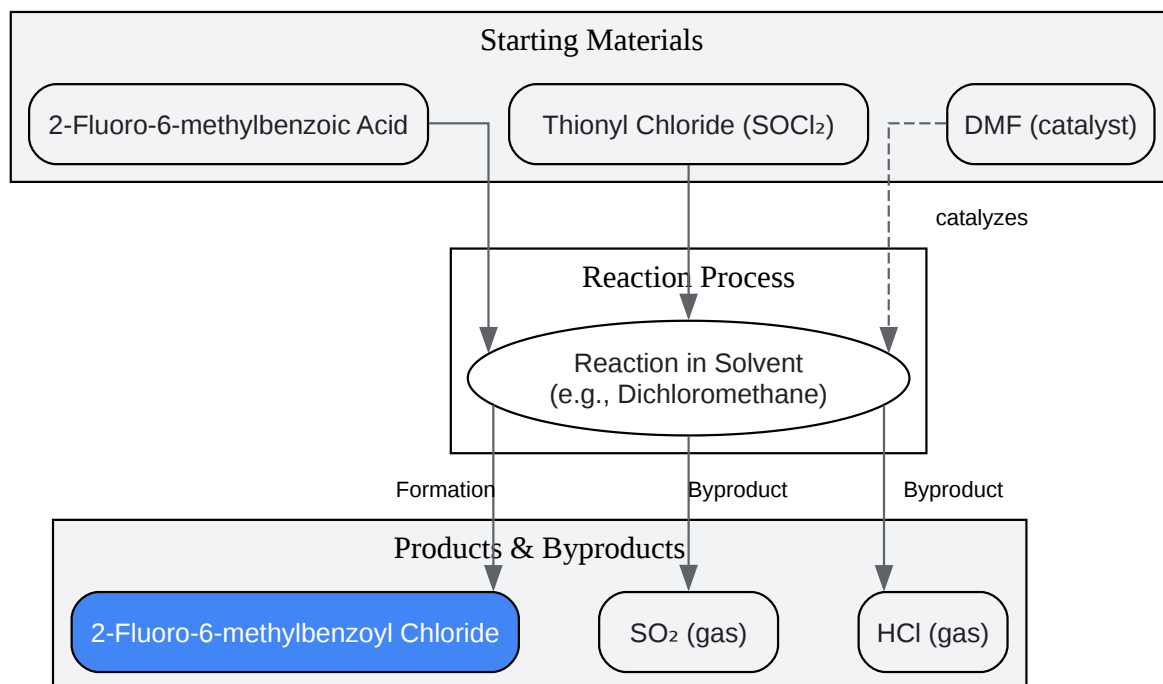 Starting Materials
2-Fluoro-6-methylbenzoic Acid
Thionyl Chloride (SOCl₂)
DMF (catalyst)
catalyzes
Reaction Process
Reaction in Solvent
(e.g., Dichloromethane)
Formation
Byproduct
Byproduct
Products & Byproducts
2-Fluoro-6-methylbenzoyl Chloride
SO₂ (gas)
HCl (gas)